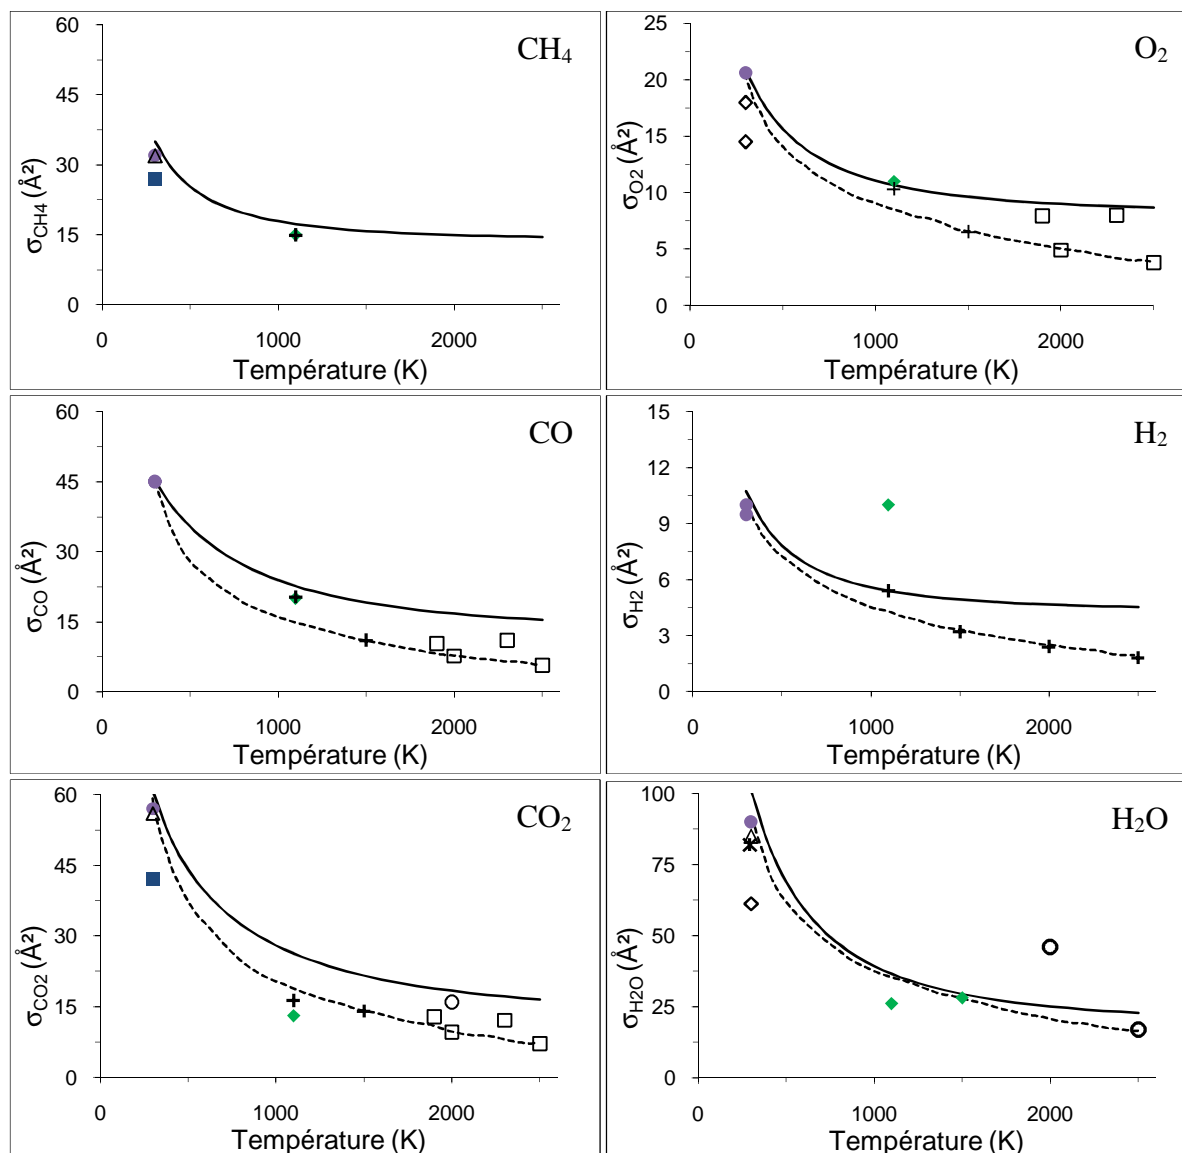 CH4
60
45
30
15
0
σCH4 (Å²)
0 1000 2000
Température (K)
O2
25
20
15
10
5
0
σO2 (Å²)
0 1000 2000
Température (K)
CO
60
45
30
15
0
σCO (Å²)
0 1000 2000
Température (K)
H2
15
12
9
6
3
0
σH2 (Å²)
0 1000 2000
Température (K)
CO2
60
45
30
15
0
σCO2 (Å²)
0 1000 2000
Température (K)
H2O
100
75
50
25
0
σH2O (Å²)
0 1000 2000
Température (K)